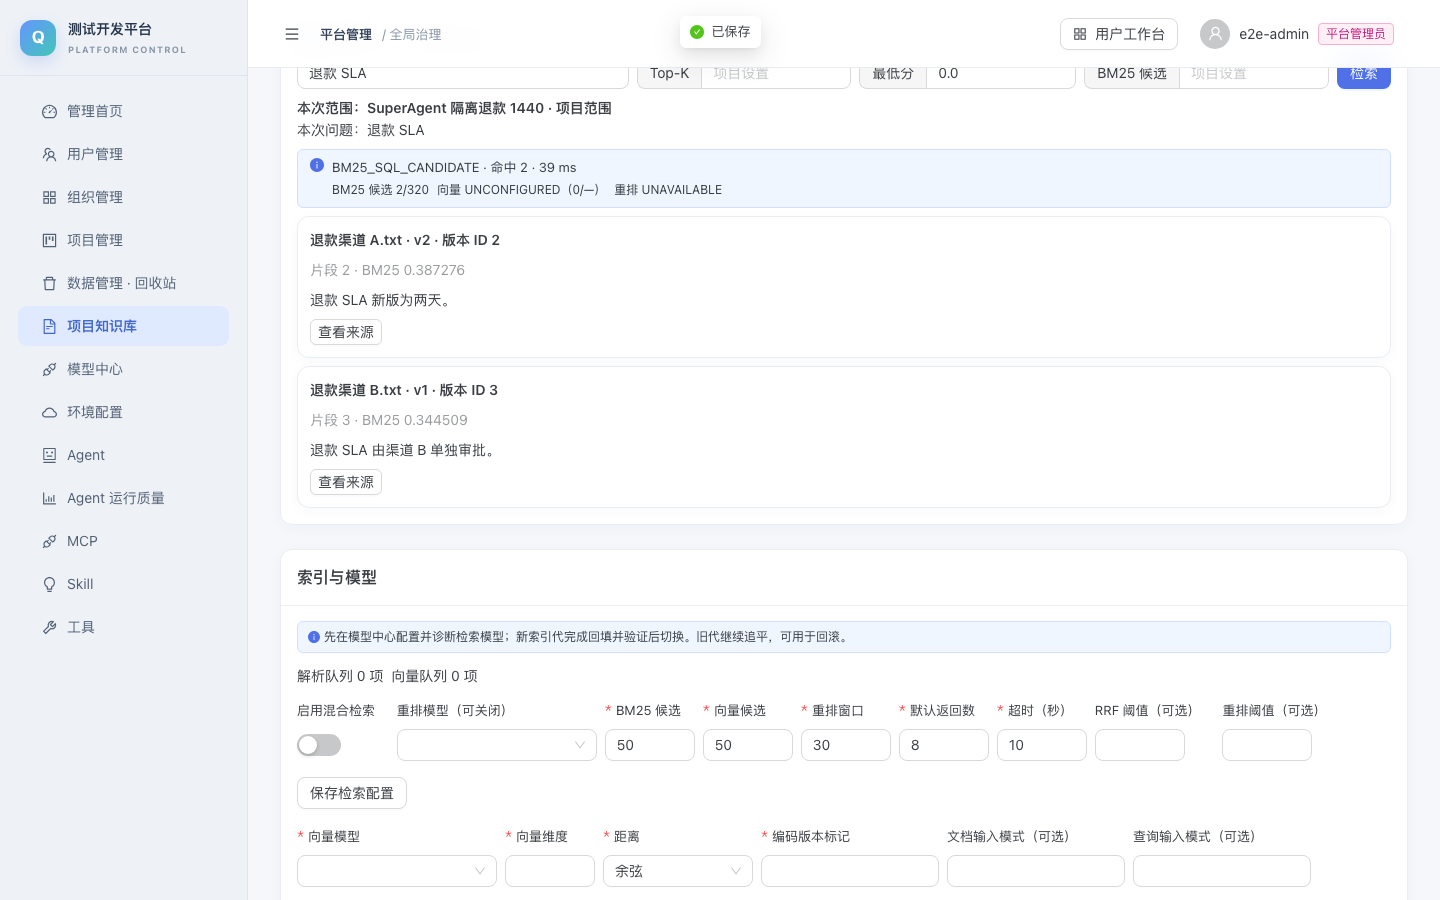 Q
测试开发平台
PLATFORM CONTROL
管理首页
用户管理
组织管理
项目管理
数据管理 · 回收站
项目知识库
模型中心
环境配置
Agent
Agent 运行质量
MCP
Skill
工具
平台管理 / 全局治理
已保存
用户工作台
e2e-admin 平台管理员
退款 SLA Top-K 项目设置 最低分 0.0 BM25 候选 项目设置 检索
本次范围：SuperAgent 隔离退款 1440 · 项目范围
本次问题：退款 SLA
BM25_SQL_CANDIDATE · 命中 2 · 39 ms
BM25 候选 2/320 向量 UNCONFIGURED（0/—） 重排 UNAVAILABLE
退款渠道 A.txt · v2 · 版本 ID 2
片段 2 · BM25 0.387276
退款 SLA 新版为两天。
查看来源
退款渠道 B.txt · v1 · 版本 ID 3
片段 3 · BM25 0.344509
退款 SLA 由渠道 B 单独审批。
查看来源
索引与模型
先在模型中心配置并诊断检索模型；新索引代完成回填并验证后切换。旧代继续追平，可用于回滚。
解析队列 0 项 向量队列 0 项
启用混合检索 重排模型（可关闭） * BM25 候选 * 向量候选 * 重排窗口 * 默认返回数 * 超时（秒） RRF 阈值（可选） 重排阈值（可选）
50 50 30 8 10
保存检索配置
* 向量模型 * 向量维度 * 距离 * 编码版本标记 文档输入模式（可选） 查询输入模式（可选）
余弦